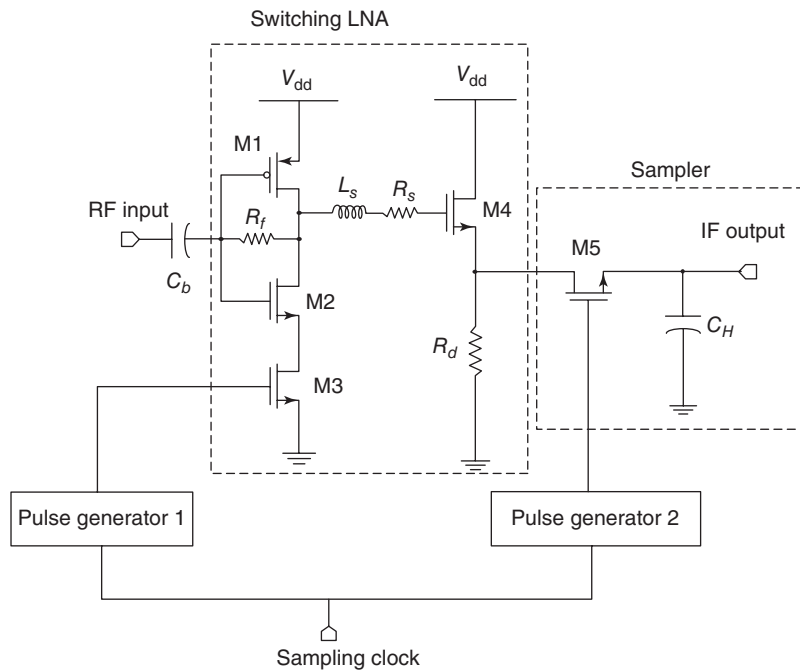 Switching LNA
V_dd
V_dd
M1
Sampler
L_s
R_s
M4
RF input
R_f
M5
IF output
C_b
M2
C_H
R_d
M3
Pulse generator 1
Pulse generator 2
Sampling clock